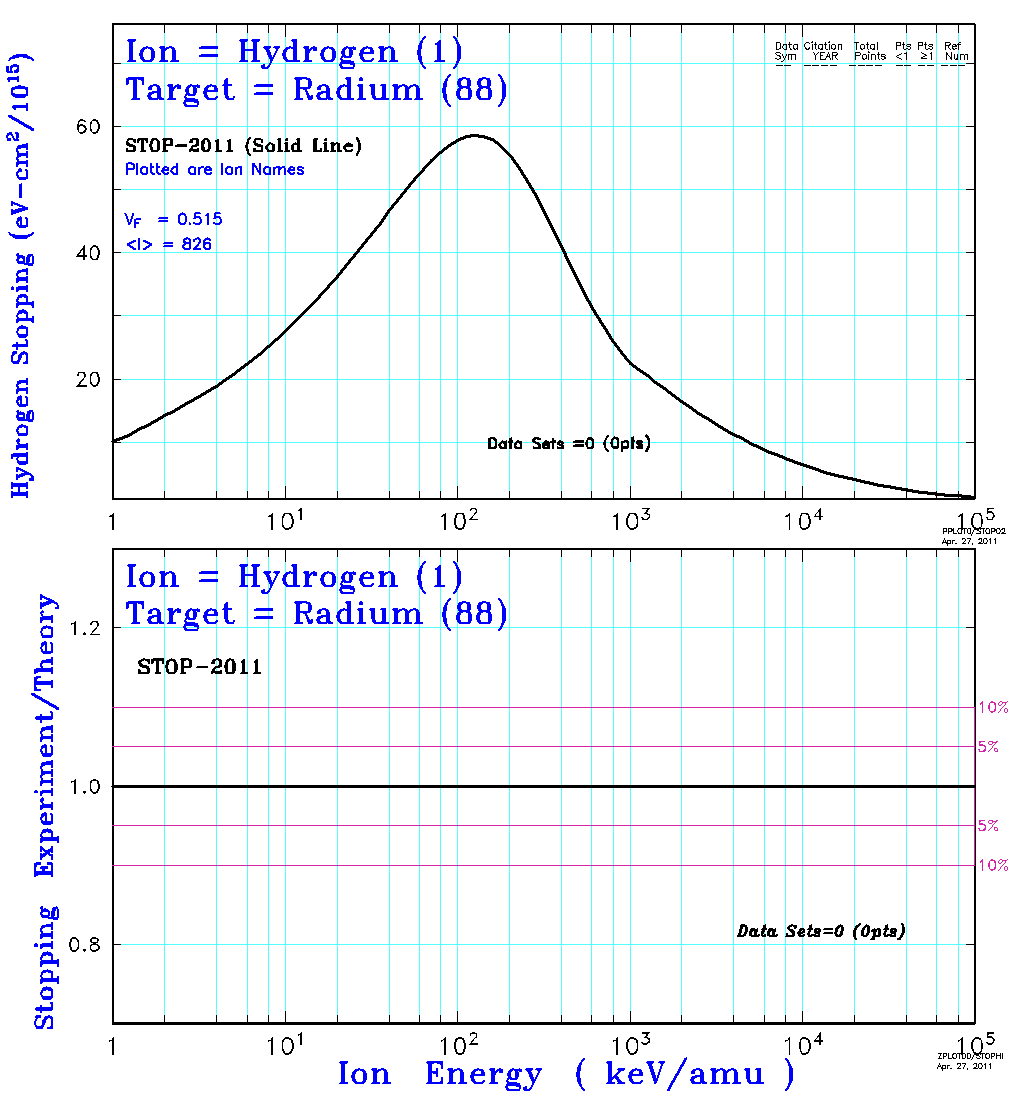 Ion = Hydrogen (1)
Target = Radium (88)
Data Citation Total Pts Pts Ref
Sym YEAR Points <1 ≥1 Num
STOP-2011 (Solid Line)
Plotted are Ion Names
V_F = 0.515
<I> = 826
Hydrogen Stopping (eV-cm²/10¹⁵)
60
40
20
Data Sets =0 (0pts)
1 10¹ 10² 10³ 10⁴ 10⁵
PPLOT0/STOP02
Apr. 27, 2011
Ion = Hydrogen (1)
Target = Radium (88)
STOP-2011
Stopping Experiment/Theory
1.2
1.0
0.8
10%
5%
5%
10%
Data Sets=0 (0pts)
1 10¹ 10² 10³ 10⁴ 10⁵
Ion Energy ( keV/amu )
ZPLOT0D/STOPHI
Apr. 27, 2011